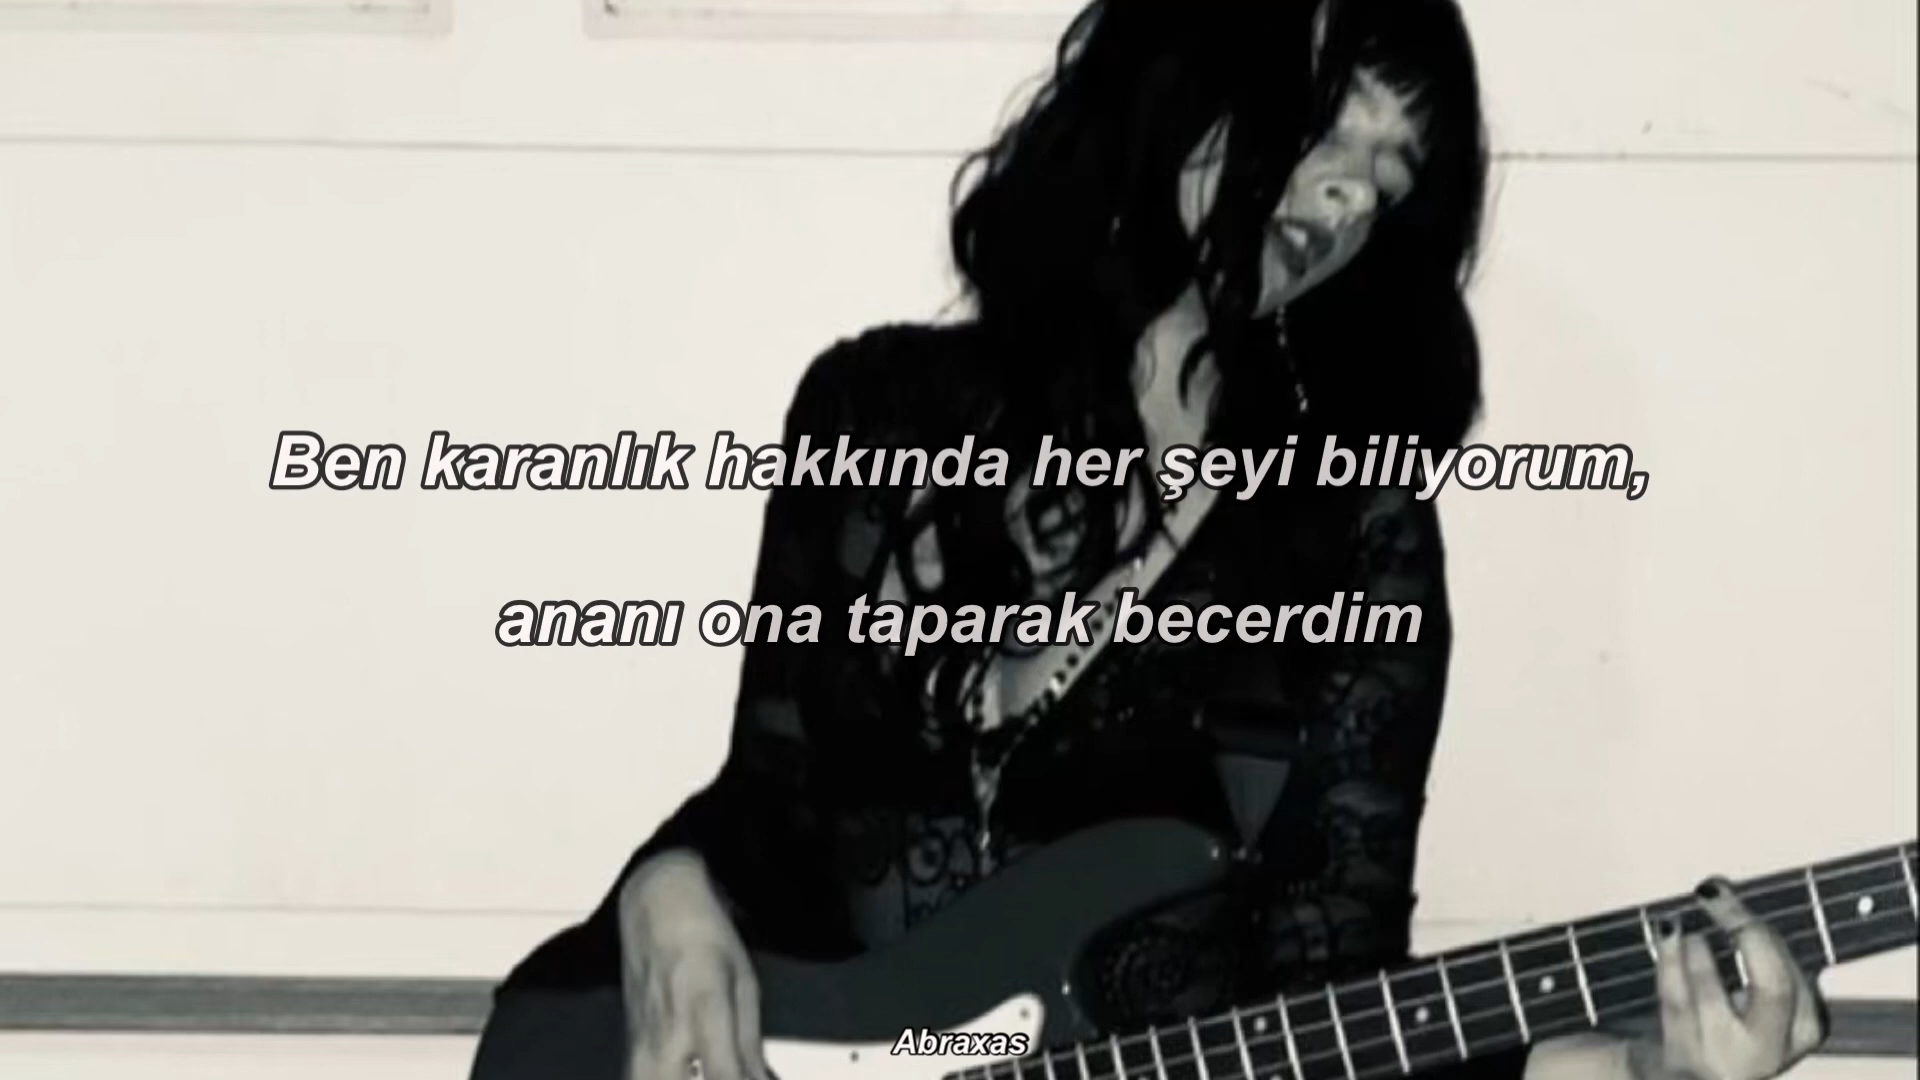 Ben karanlık hakkında her şeyi biliyorum,
ananı ona taparak becerdim
Abraxas